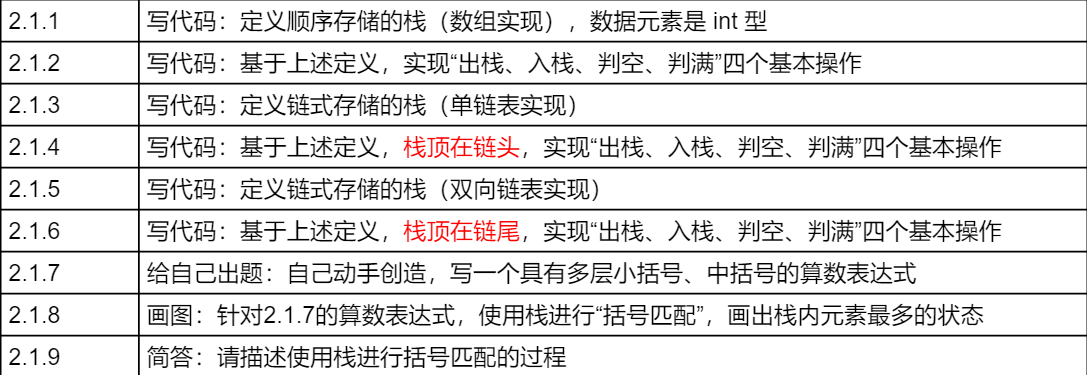 2.1.1 写代码：定义顺序存储的栈（数组实现），数据元素是 int 型
2.1.2 写代码：基于上述定义，实现“出栈、入栈、判空、判满”四个基本操作
2.1.3 写代码：定义链式存储的栈（单链表实现）
2.1.4 写代码：基于上述定义，栈顶在链头，实现“出栈、入栈、判空、判满”四个基本操作
2.1.5 写代码：定义链式存储的栈（双向链表实现）
2.1.6 写代码：基于上述定义，栈顶在链尾，实现“出栈、入栈、判空、判满”四个基本操作
2.1.7 给自己出题：自己动手创造，写一个具有多层小括号、中括号的算数表达式
2.1.8 画图：针对2.1.7的算数表达式，使用栈进行“括号匹配”，画出栈内元素最多的状态
2.1.9 简答：请描述使用栈进行括号匹配的过程